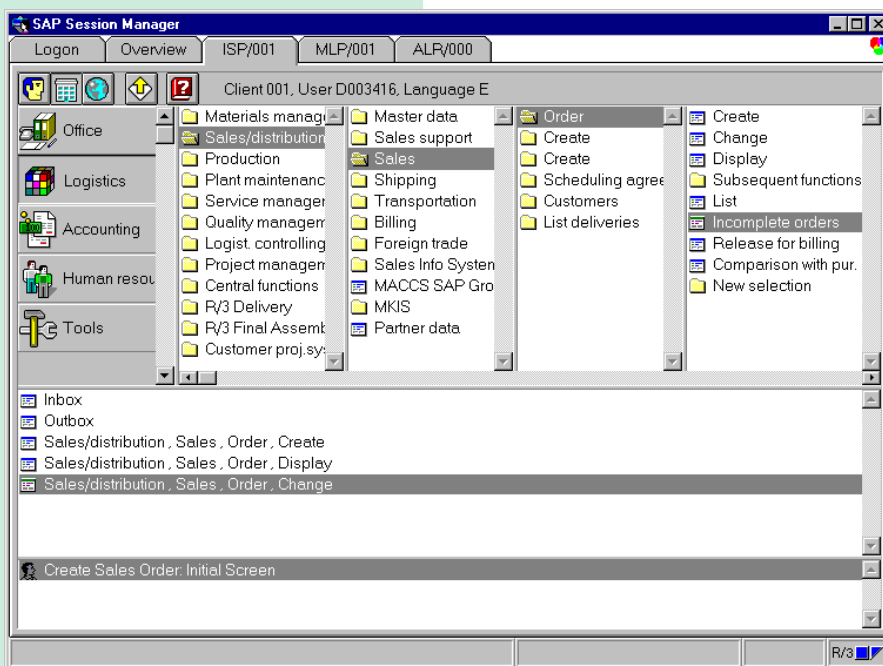 SAP Session Manager
Logon
Overview
ISP/001
MLP/001
ALR/000
Client 001, User D003416, Language E
Office
Logistics
Accounting
Human resou
Tools
Materials manag
Sales/distribution
Production
Plant maintenanc
Service manager
Quality managem
Logist. controlling
Project managem
Central functions
R/3 Delivery
R/3 Final Assemb
Customer proj.sy
Master data
Sales support
Sales
Shipping
Transportation
Billing
Foreign trade
Sales Info System
MACCS SAP Gro
MKIS
Partner data
Order
Create
Create
Scheduling agree
Customers
List deliveries
Create
Change
Display
Subsequent functions
List
Incomplete orders
Release for billing
Comparison with pur.
New selection
Inbox
Outbox
Sales/distribution , Sales , Order , Create
Sales/distribution , Sales , Order , Display
Sales/distribution , Sales , Order , Change
Create Sales Order: Initial Screen
R/3